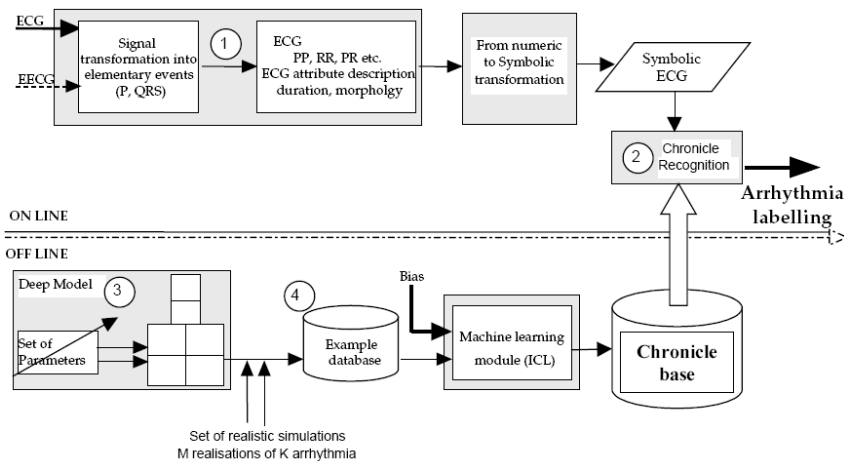 ECG
EECG
Signal
transformation into
elementary events
(P, QRS)
1
ECG
PP, RR, PR etc.
ECG attribute description
duration, morpholgy
From numeric
to Symbolic
transformation
Symbolic
ECG
2
Chronicle
Recognition
Arrhythmia
labelling
ON LINE
OFF LINE
Deep Model
3
Set of
Parameters
4
Example
database
Bias
Machine learning
module (ICL)
Chronicle
base
Set of realistic simulations
M realisations of K arrhythmia